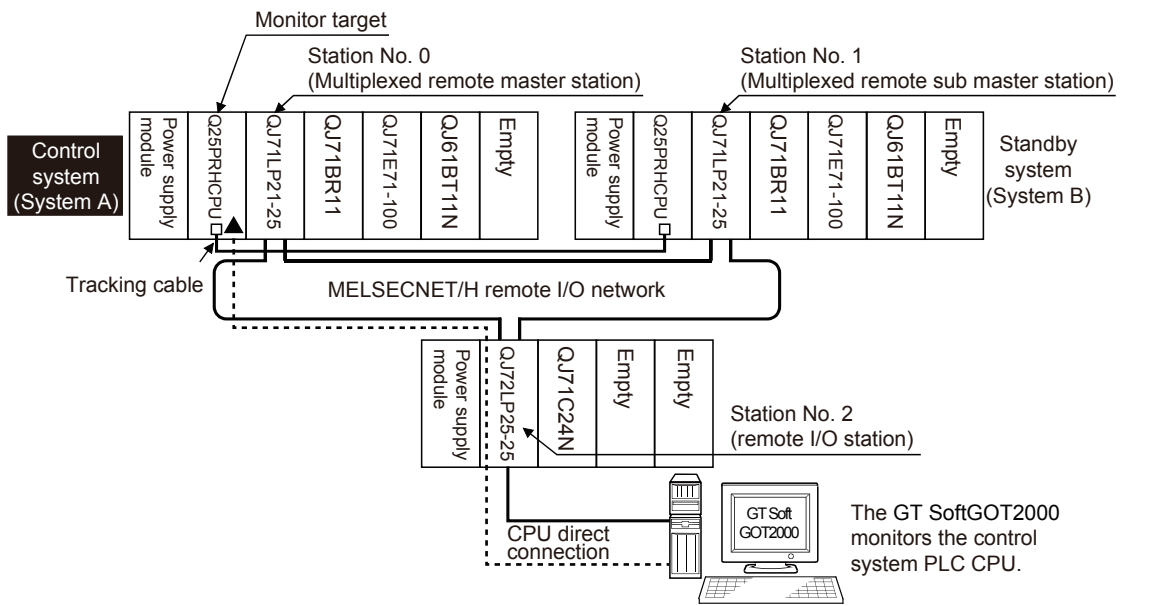 Monitor target
Station No. 0
(Multiplexed remote master station)
Station No. 1
(Multiplexed remote sub master station)
Control
system
(System A)
Power supply
module
Q25PRHCPU
QJ71LP21-25
QJ71BR11
QJ71E71-100
QJ61BT11N
Empty
Power supply
module
Q25PRHCPU
QJ71LP21-25
QJ71BR11
QJ71E71-100
QJ61BT11N
Empty
Standby
system
(System B)
Tracking cable
MELSECNET/H remote I/O network
Power supply
module
QJ72LP25-25
QJ71C24N
Empty
Empty
Station No. 2
(remote I/O station)
CPU direct
connection
GT Soft
GOT2000
The GT SoftGOT2000
monitors the control
system PLC CPU.